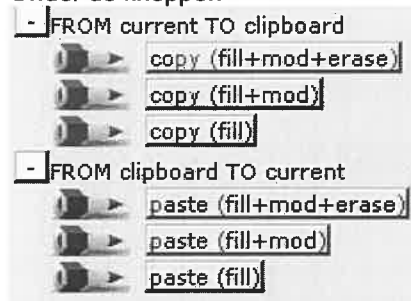 - FROM current TO clipboard
copy (fill+mod+erase)
copy (fill+mod)
copy (fill)
- FROM clipboard TO current
paste (fill+mod+erase)
paste (fill+mod)
paste (fill)